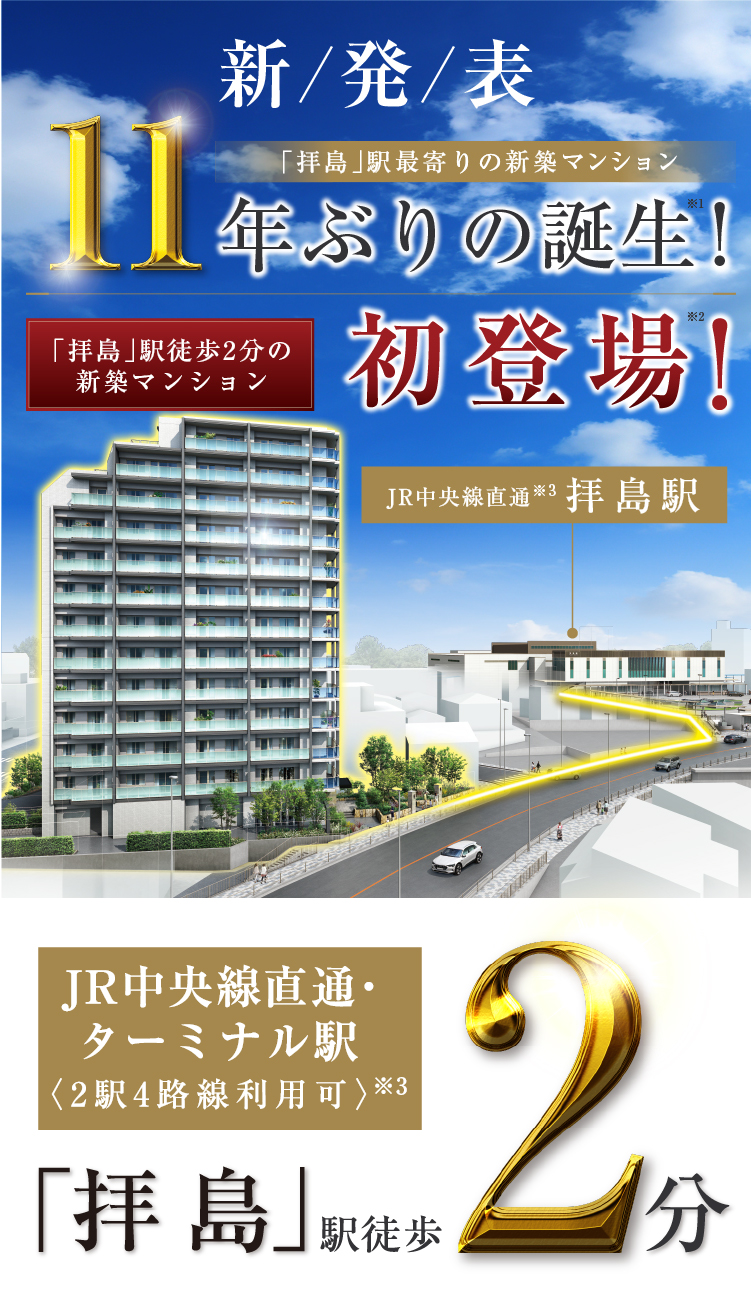 新/発/表
「拝島」駅最寄りの新築マンション
11年ぶりの誕生※1!
「拝島」駅徒歩2分の
新築マンション
初登場※2!
JR中央線直通※3 拝島駅
JR中央線直通・
ターミナル駅
〈2駅4路線利用可〉※3
「拝島」駅徒歩2分